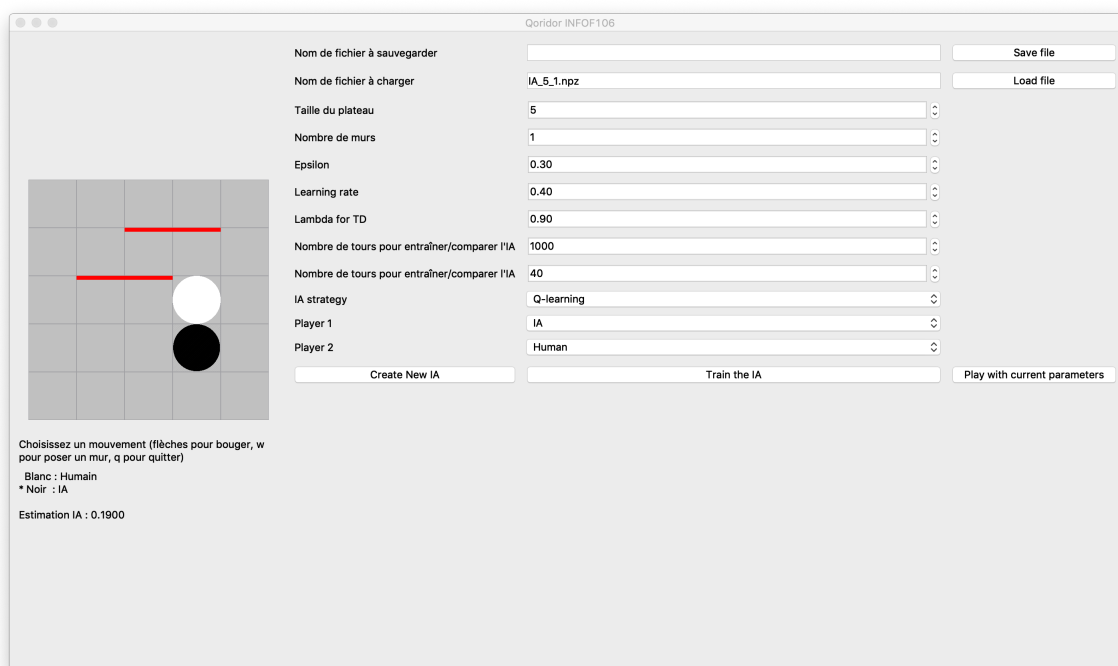 Qoridor INFOF106
Nom de fichier à sauvegarder
Save file
Nom de fichier à charger
IA_5_1.npz
Load file
Taille du plateau
5
Nombre de murs
1
Epsilon
0.30
Learning rate
0.40
Lambda for TD
0.90
Nombre de tours pour entraîner/comparer l'IA
1000
Nombre de tours pour entraîner/comparer l'IA
40
IA strategy
Q-learning
Player 1
IA
Player 2
Human
Create New IA
Train the IA
Play with current parameters
Choisissez un mouvement (flèches pour bouger, w
pour poser un mur, q pour quitter)
Blanc : Humain
* Noir : IA
Estimation IA : 0.1900